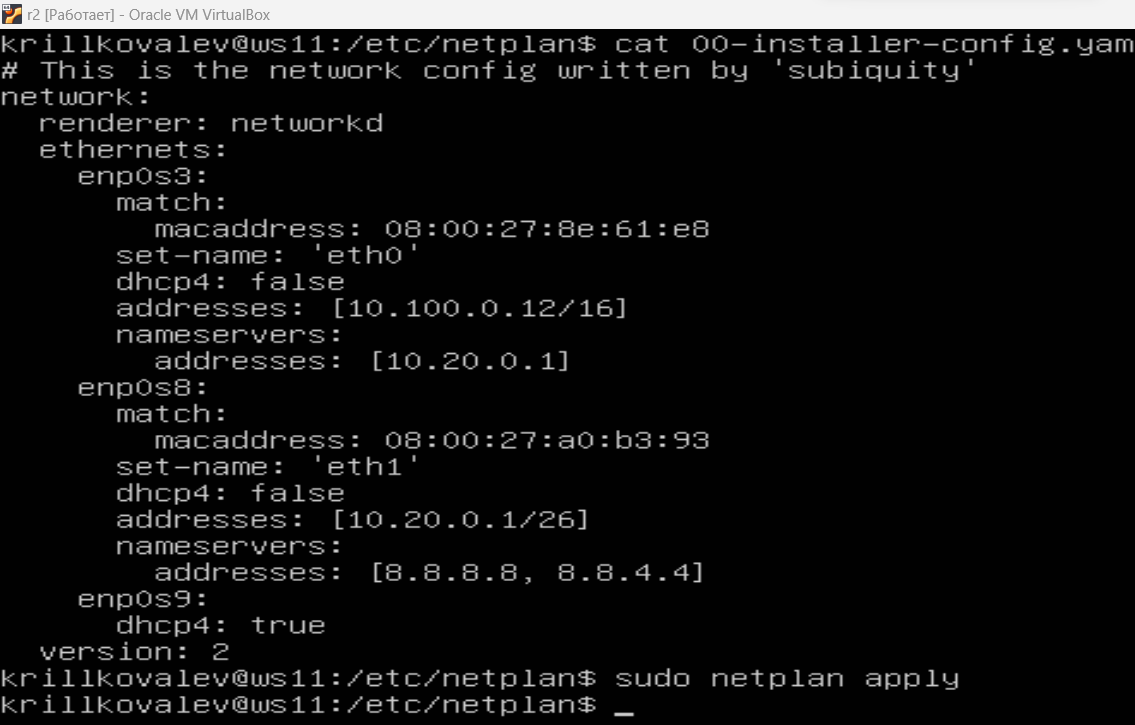 r2 [Работает] - Oracle VM VirtualBox
krillkovalev@ws11:/etc/netplan$ cat 00-installer-config.yam
# This is the network config written by 'subiquity'
network:
  renderer: networkd
  ethernets:
    enp0s3:
      match:
        macaddress: 08:00:27:8e:61:e8
      set-name: 'eth0'
      dhcp4: false
      addresses: [10.100.0.12/16]
      nameservers:
        addresses: [10.20.0.1]
    enp0s8:
      match:
        macaddress: 08:00:27:a0:b3:93
      set-name: 'eth1'
      dhcp4: false
      addresses: [10.20.0.1/26]
      nameservers:
        addresses: [8.8.8.8, 8.8.4.4]
    enp0s9:
      dhcp4: true
  version: 2
krillkovalev@ws11:/etc/netplan$ sudo netplan apply
krillkovalev@ws11:/etc/netplan$ _